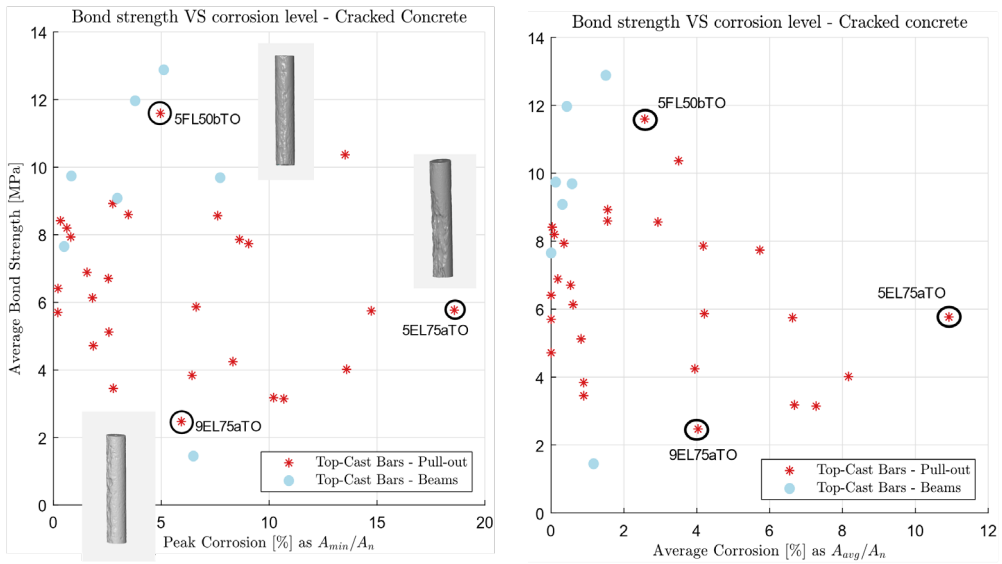 Bond strength VS corrosion level - Cracked concrete
14
12
10
8
6
4
2
0
Average Bond Strength [MPa]
5FL50bTO
5EL75aTO
9EL75aTO
Top-Cast Bars - Pull-out
Top-Cast Bars - Beams
0 5 10 15 20
Peak Corrosion [%] as Amin/An
Bond strength VS corrosion level - Cracked concrete
14
12
10
8
6
4
2
0
5FL50bTO
5EL75aTO
9EL75aTO
Top-Cast Bars - Pull-out
Top-Cast Bars - Beams
0 2 4 6 8 10 12
Average Corrosion [%] as Aavg/An